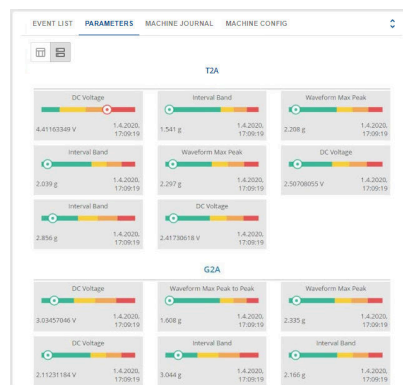 EVENT LIST PARAMETERS MACHINE JOURNAL MACHINE CONFIG
T2A
DC Voltage
4.41163349 V
1.4.2020,
17:09:19
Interval Band
1.541 g
1.4.2020,
17:09:19
Waveform Max Peak
2.208 g
1.4.2020,
17:09:19
Interval Band
2.039 g
1.4.2020,
17:09:19
Waveform Max Peak
2.297 g
1.4.2020,
17:09:19
DC Voltage
2.50708055 V
1.4.2020,
17:09:19
Interval Band
2.856 g
1.4.2020,
17:09:19
DC Voltage
2.41730618 V
1.4.2020,
17:09:19
G2A
DC Voltage
3.03457046 V
1.4.2020,
17:09:19
Waveform Max Peak to Peak
1.608 g
1.4.2020,
17:09:19
Waveform Max Peak
2.335 g
1.4.2020,
17:09:19
DC Voltage
2.11231184 V
1.4.2020,
17:09:19
Interval Band
3.044 g
1.4.2020,
17:09:19
Interval Band
2.166 g
1.4.2020,
17:09:19